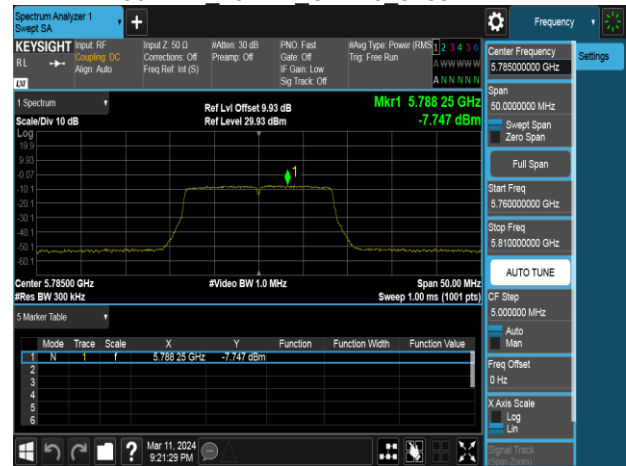 Spectrum Analyzer 1
Swept SA
Frequency
KEYSIGHT
RL
LXI
Input: RF
Coupling: DC
Align: Auto
Input Z: 50 Ω
Corrections: Off
Freq Ref: Int (S)
#Atten: 30 dB
Preamp: Off
PNO: Fast
Gate: Off
IF Gain: Low
Sig Track: Off
#Avg Type: Power (RMS
Trig: Free Run
1 2 3 4 5 6
A W W W W W
A N N N N N
1 Spectrum
Scale/Div 10 dB
Ref Lvl Offset 9.93 dB
Ref Level 29.93 dBm
Mkr1 5.788 25 GHz
-7.747 dBm
Log
19.9
9.93
-0.07
-10.1
-20.1
-30.1
-40.1
-50.1
-60.1
1
Center 5.78500 GHz
#Video BW 1.0 MHz
Span 50.00 MHz
#Res BW 300 kHz
Sweep 1.00 ms (1001 pts)
5 Marker Table
Mode Trace Scale X Y Function Function Width Function Value
1 N 1 f 5.788 25 GHz -7.747 dBm
2
3
4
5
6
Mar 11, 2024
9:21:29 PM
Settings
Center Frequency
5.785000000 GHz
Span
50.0000000 MHz
Swept Span
Zero Span
Full Span
Start Freq
5.760000000 GHz
Stop Freq
5.810000000 GHz
AUTO TUNE
CF Step
5.000000 MHz
Auto
Man
Freq Offset
0 Hz
X Axis Scale
Log
Lin
Signal Track
(Span Zoom)